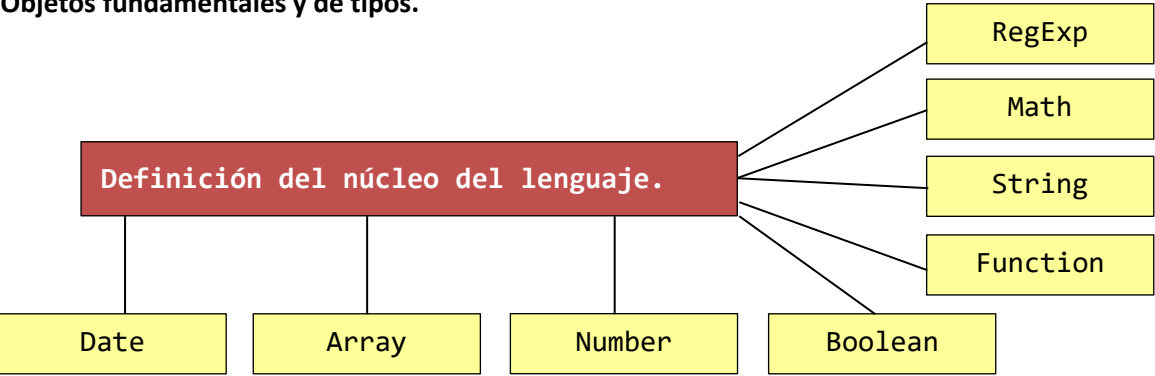 Objetos fundamentales y de tipos.
RegExp
Math
Definición del núcleo del lenguaje.
String
Function
Date
Array
Number
Boolean